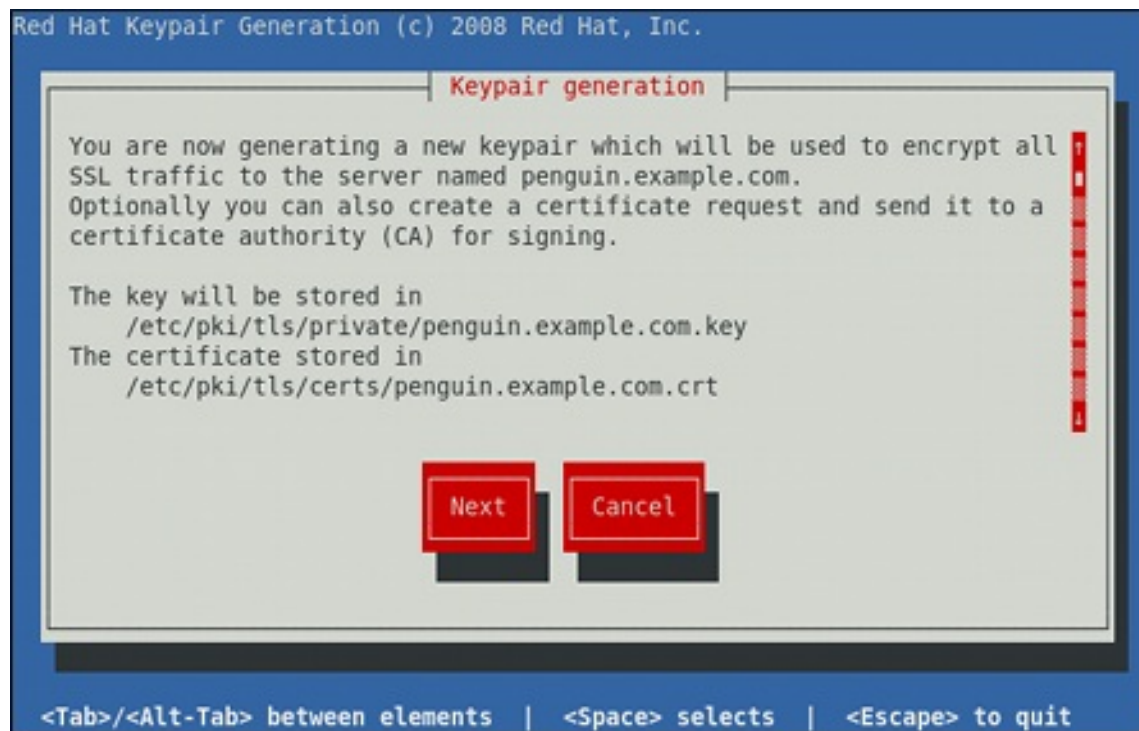 Red Hat Keypair Generation (c) 2008 Red Hat, Inc.
Keypair generation
You are now generating a new keypair which will be used to encrypt all
SSL traffic to the server named penguin.example.com.
Optionally you can also create a certificate request and send it to a
certificate authority (CA) for signing.
The key will be stored in
/etc/pki/tls/private/penguin.example.com.key
The certificate stored in
/etc/pki/tls/certs/penguin.example.com.crt
Next Cancel
<Tab>/<Alt-Tab> between elements | <Space> selects | <Escape> to quit